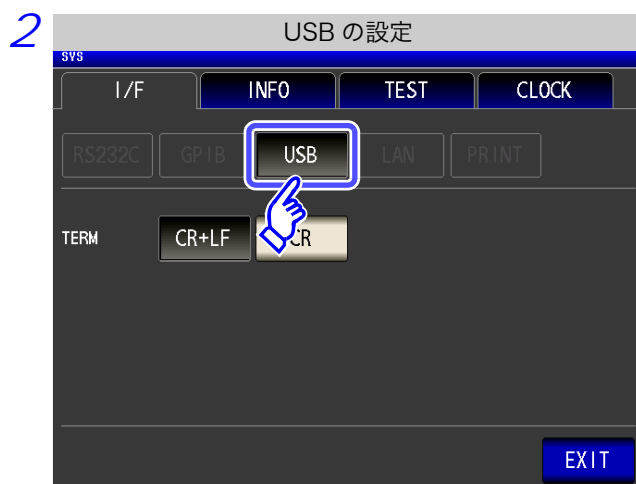 2
USB の設定
SYS
I/F INFO TEST CLOCK
RS232C GPIB USB LAN PRINT
TERM CR+LF CR
EXIT